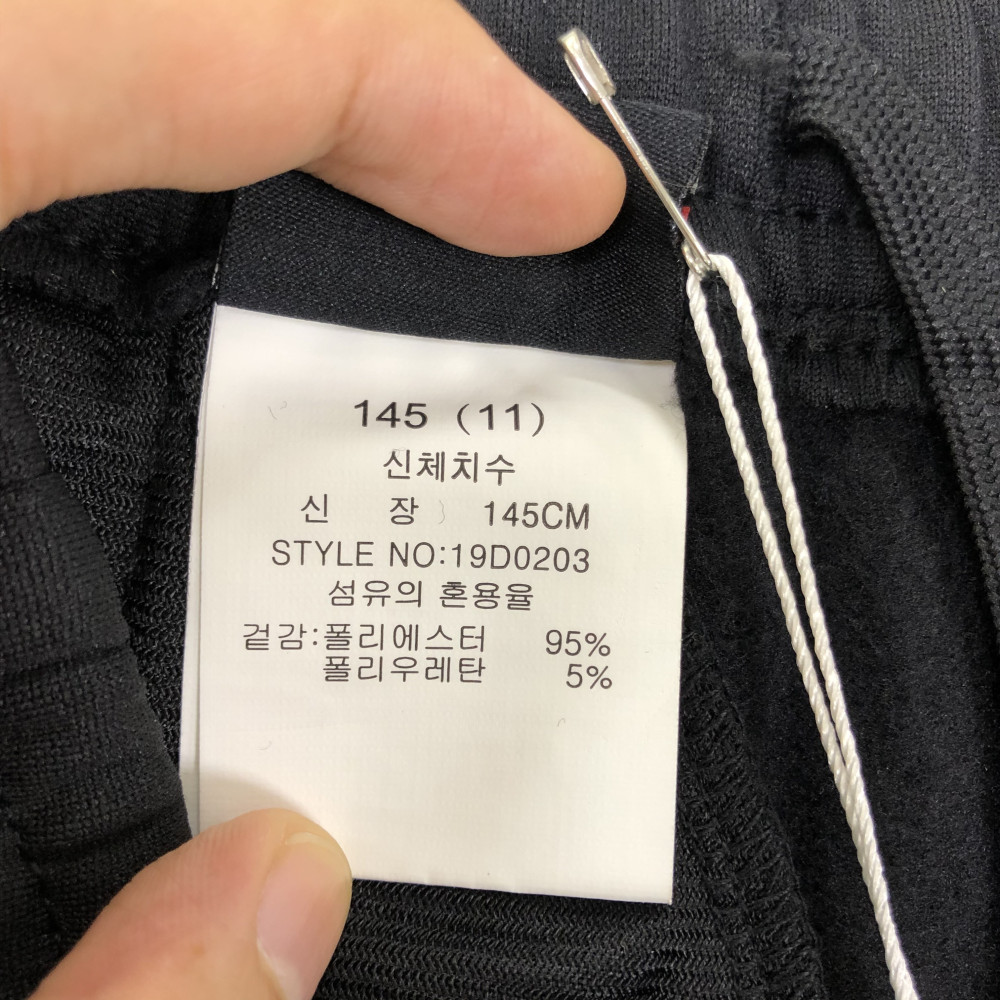 145 (11)
신체치수
신 장 145CM
STYLE NO:19D0203
섬유의 혼용율
겉감:폴리에스터 95%
폴리우레탄 5%